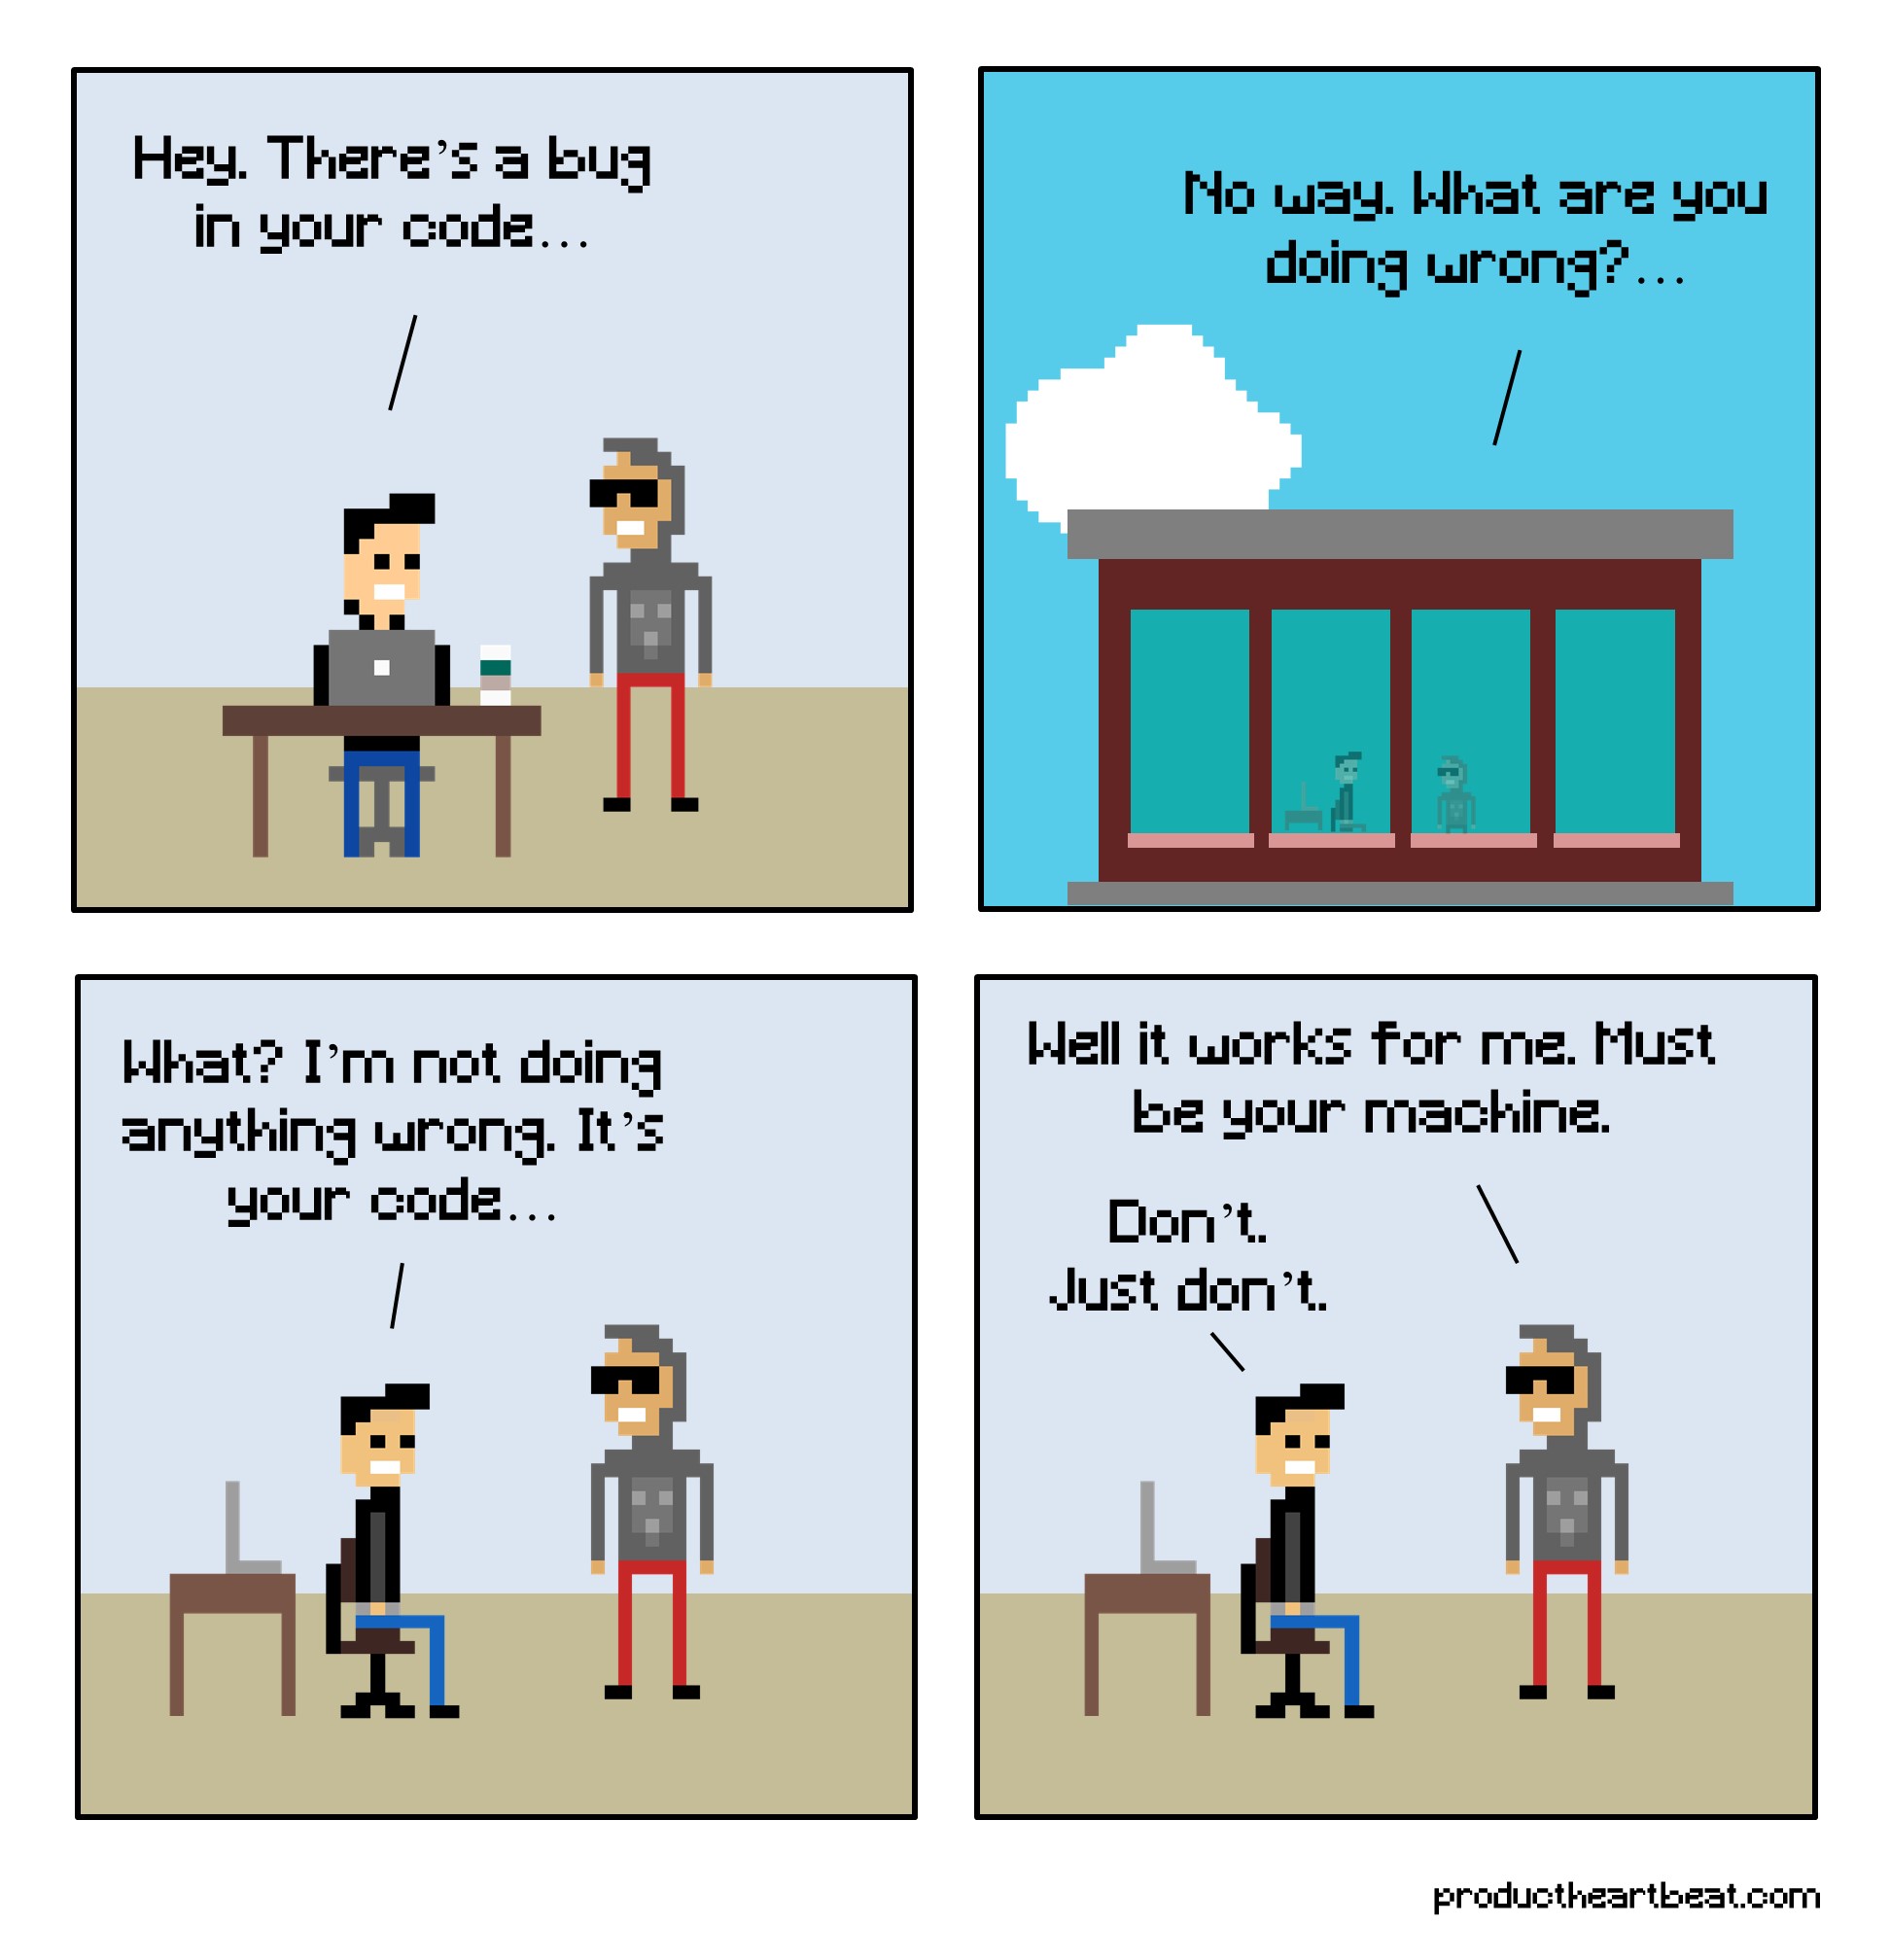 Hey. There's a bug
in your code...
No way. What are you
doing wrong?...
What? I'm not doing
anything wrong. It's
your code...
Well it works for me. Must
be your machine.
Don't.
Just don't.
productheartbeat.com